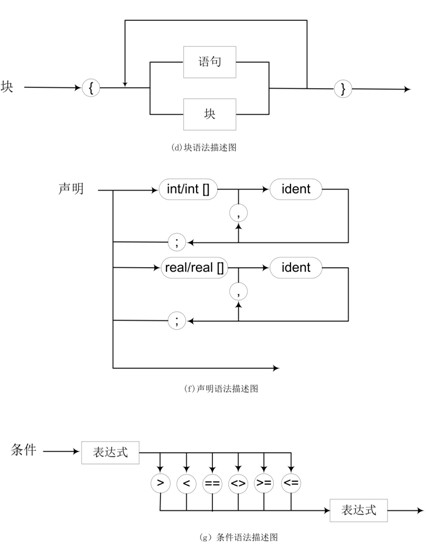 语句
块 { }
块
(d)块语法描述图
声明 int/int [] ident
,
;
real/real [] ident
,
;
(f)声明语法描述图
条件 表达式
> < == <> >= <=
表达式
(g) 条件语法描述图